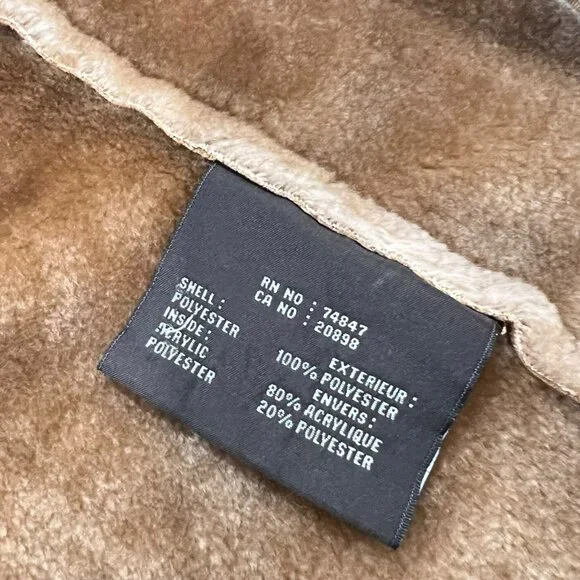 RN NO : 74847
CA NO : 20898
SHELL :
POLYESTER
INSIDE :
ACRYLIC
POLYESTER
EXTERIEUR :
100% POLYESTER
ENVERS :
80% ACRYLIQUE
20% POLYESTER